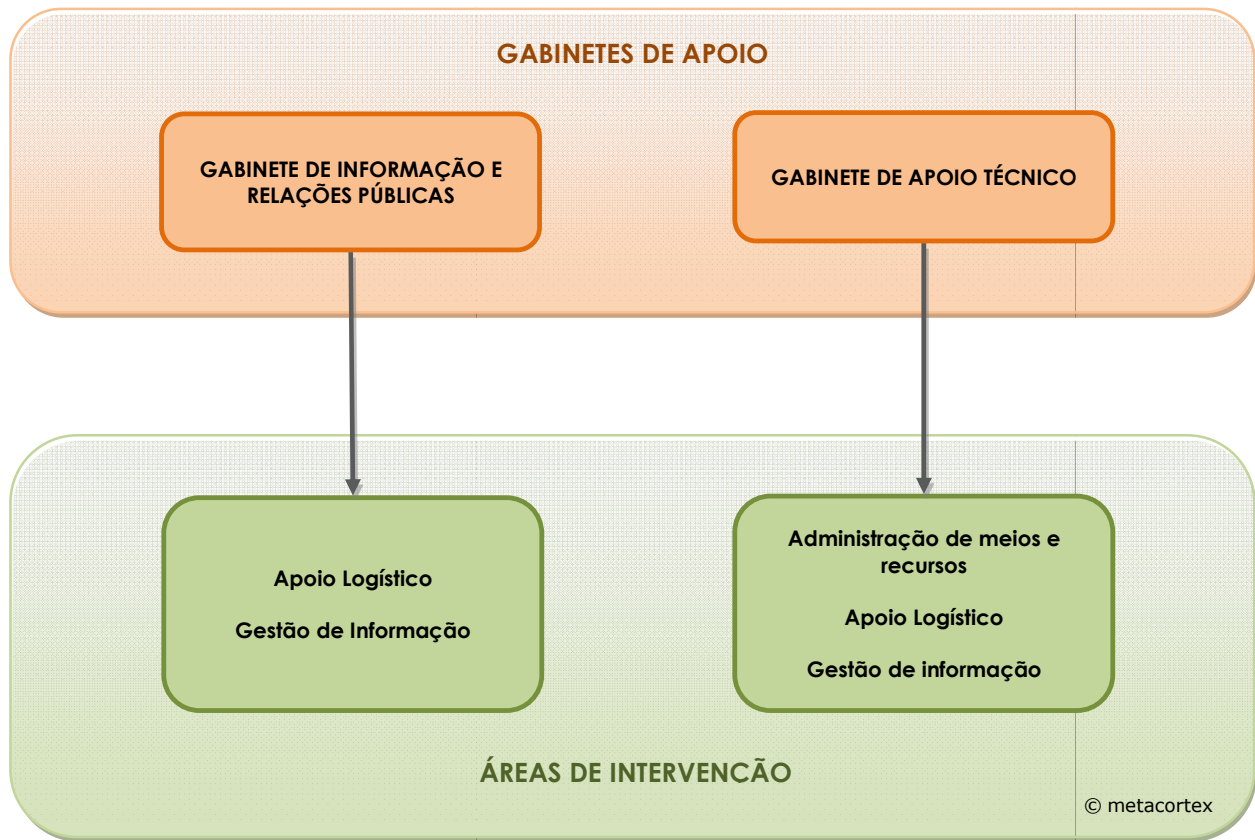 GABINETES DE APOIO
GABINETE DE INFORMAÇÃO E
RELAÇÕES PÚBLICAS
GABINETE DE APOIO TÉCNICO
Apoio Logístico
Gestão de Informação
Administração de meios e
recursos
Apoio Logístico
Gestão de informação
ÁREAS DE INTERVENCÃO
© metacortex